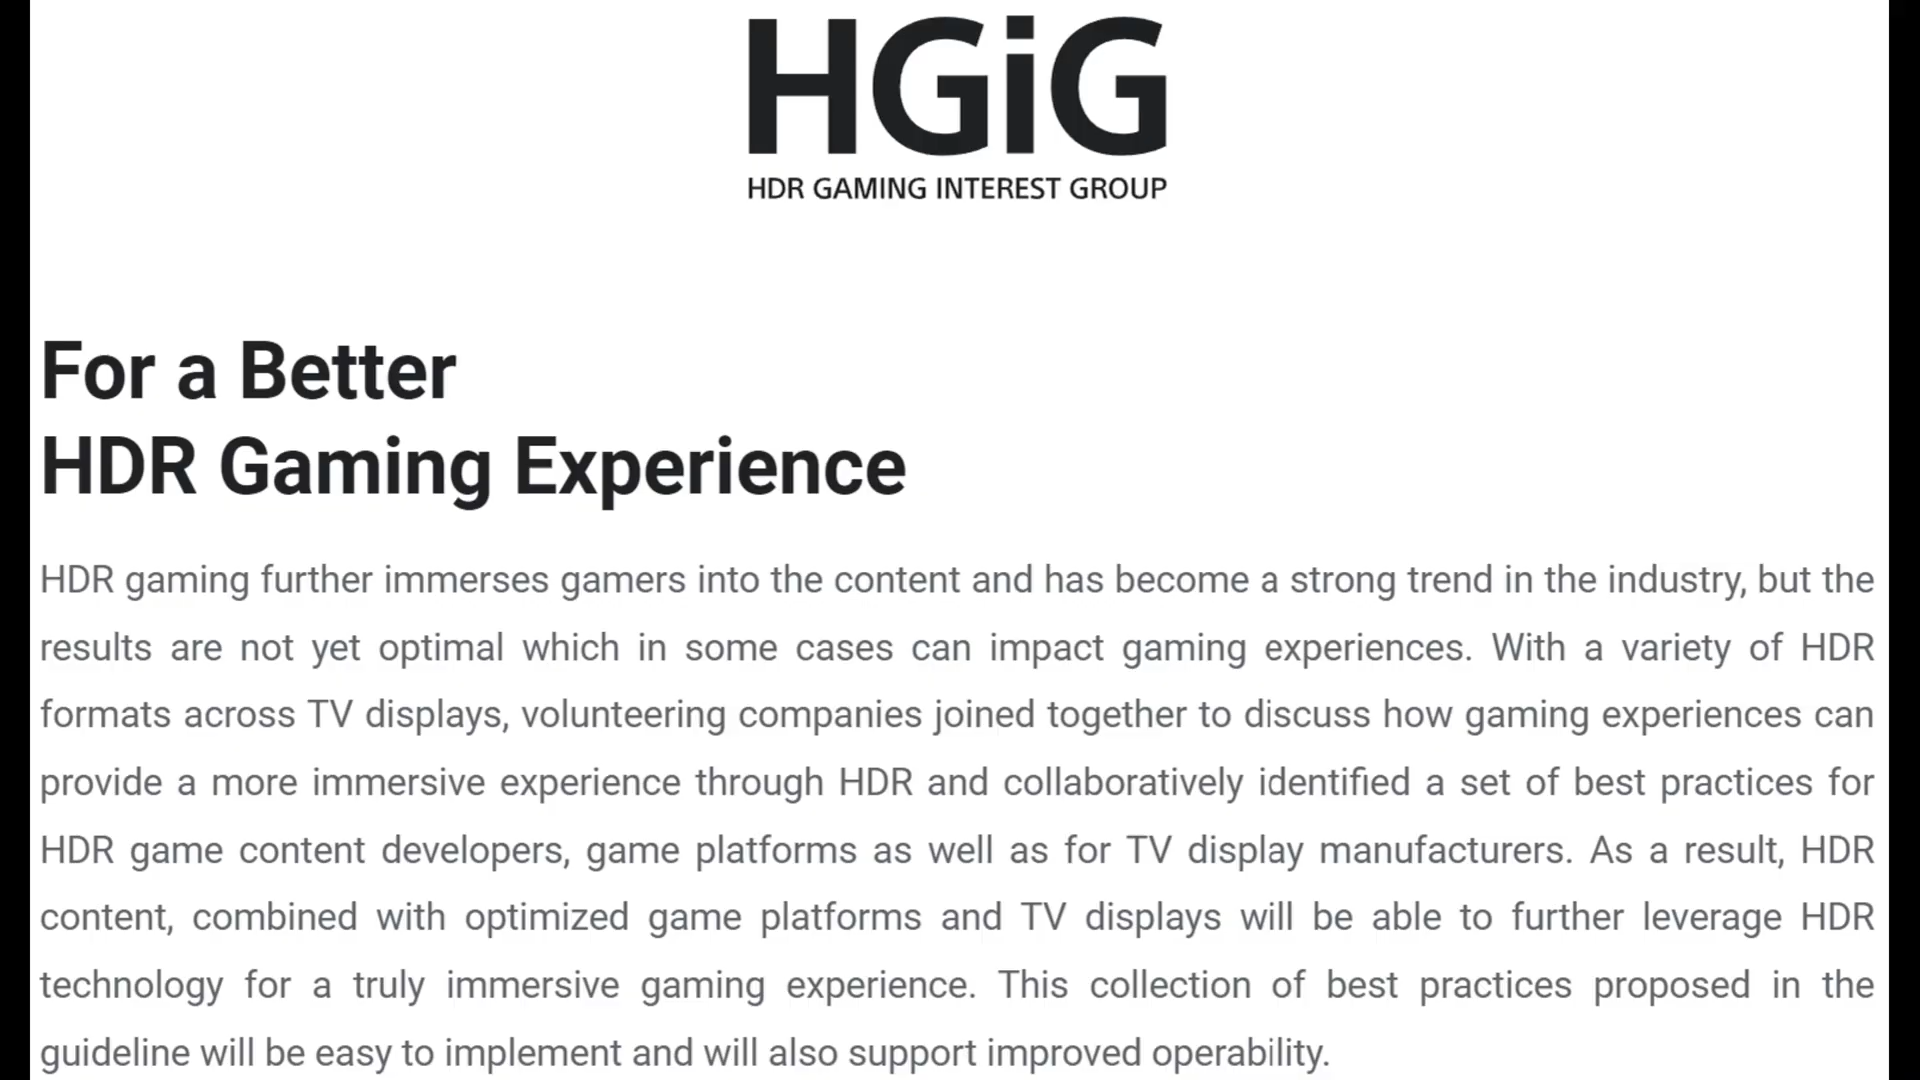 HGiG
HDR GAMING INTEREST GROUP
For a Better
HDR Gaming Experience
HDR gaming further immerses gamers into the content and has become a strong trend in the industry, but the
results are not yet optimal which in some cases can impact gaming experiences. With a variety of HDR
formats across TV displays, volunteering companies joined together to discuss how gaming experiences can
provide a more immersive experience through HDR and collaboratively identified a set of best practices for
HDR game content developers, game platforms as well as for TV display manufacturers. As a result, HDR
content, combined with optimized game platforms and TV displays will be able to further leverage HDR
technology for a truly immersive gaming experience. This collection of best practices proposed in the
guideline will be easy to implement and will also support improved operability.